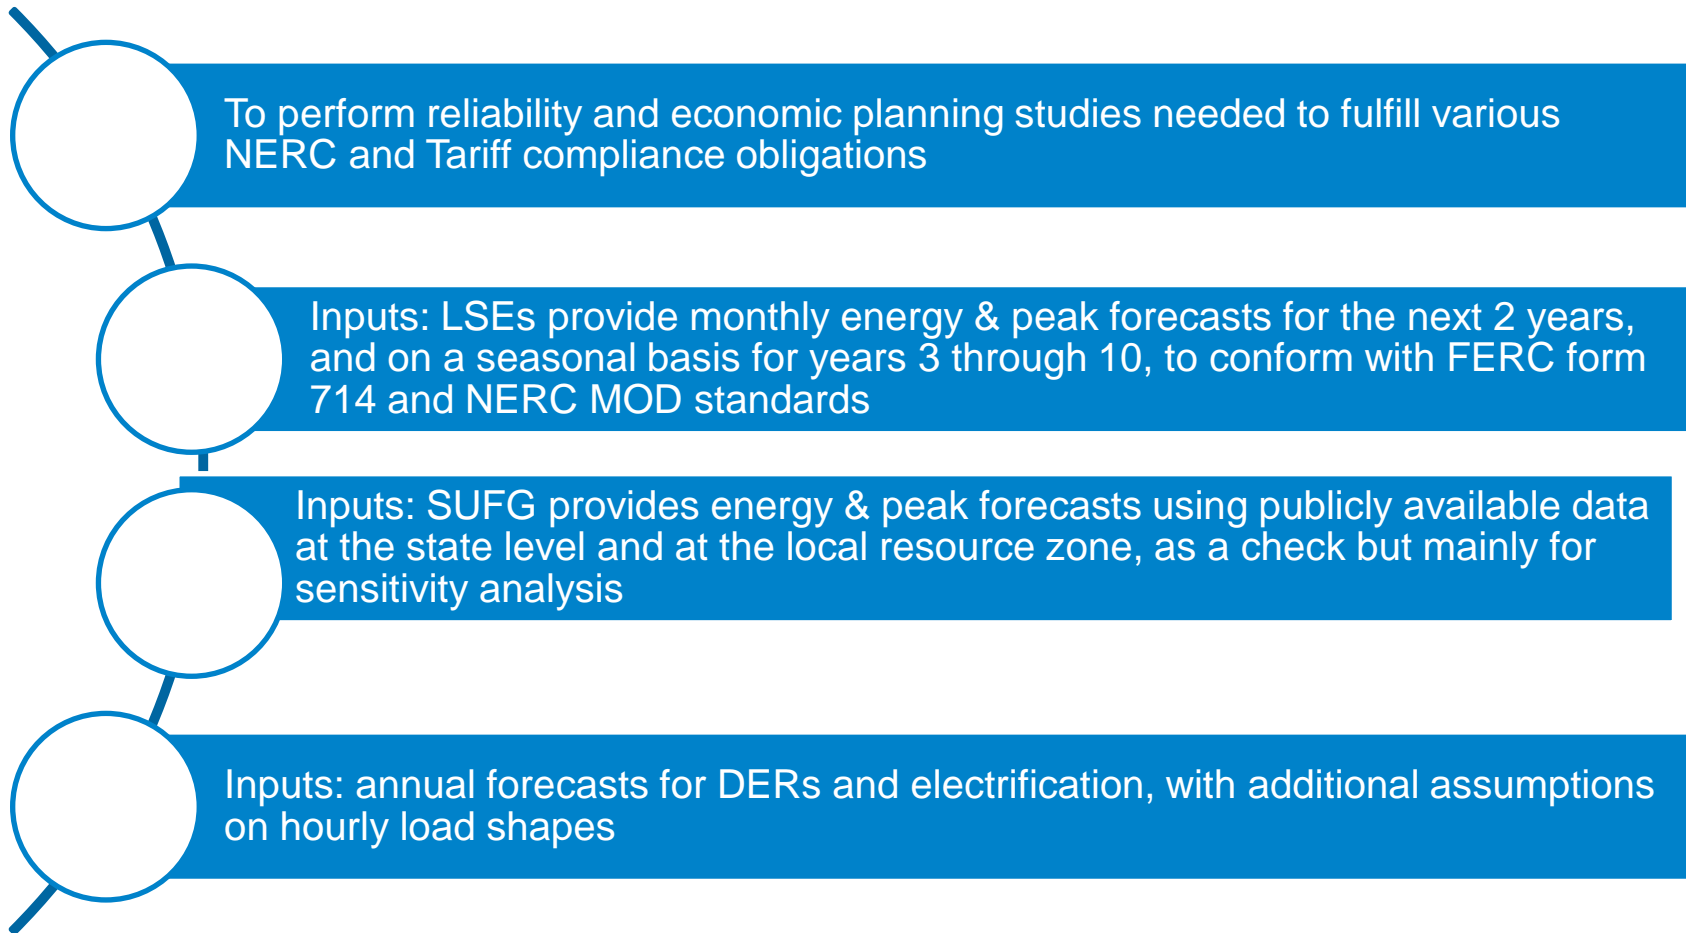 To perform reliability and economic planning studies needed to fulfill various
NERC and Tariff compliance obligations
Inputs: LSEs provide monthly energy & peak forecasts for the next 2 years,
and on a seasonal basis for years 3 through 10, to conform with FERC form
714 and NERC MOD standards
Inputs: SUFG provides energy & peak forecasts using publicly available data
at the state level and at the local resource zone, as a check but mainly for
sensitivity analysis
Inputs: annual forecasts for DERs and electrification, with additional assumptions
on hourly load shapes